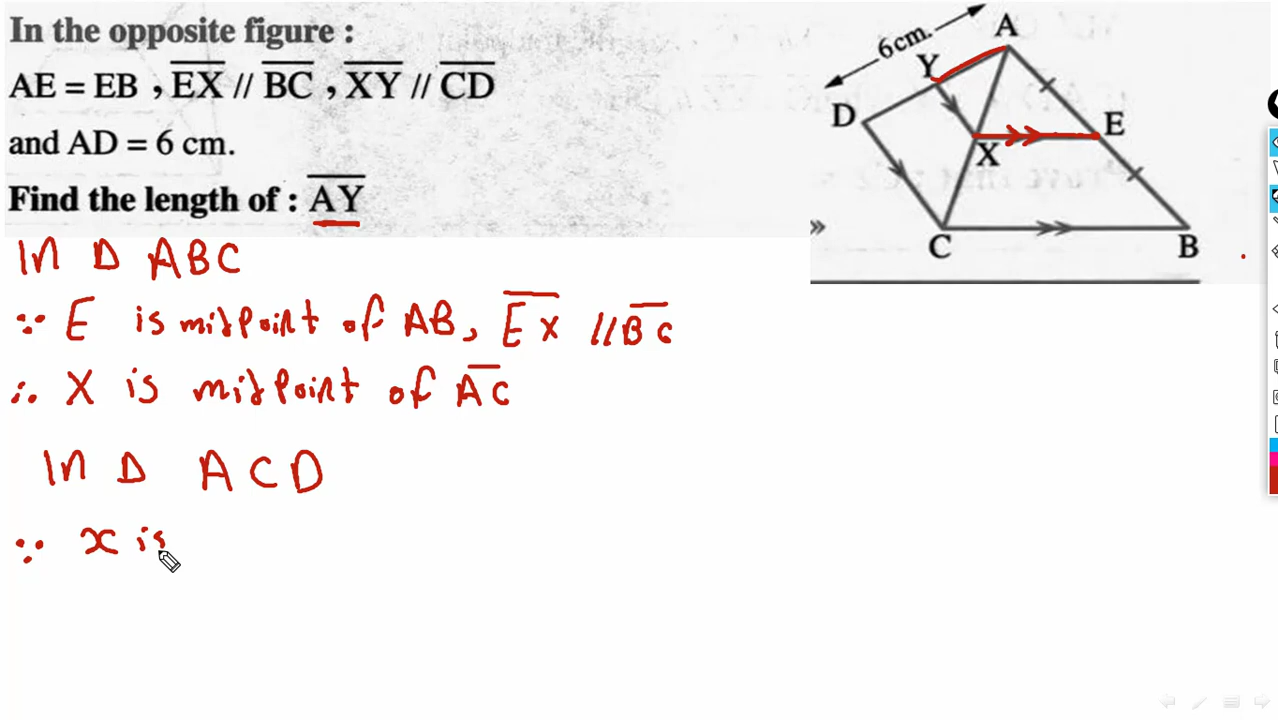 In the opposite figure :
AE = EB , EX // BC , XY // CD
and AD = 6 cm.
Find the length of : AY
6cm.
A
Y
D
E
X
C
B
»
In Δ ABC
∵ E is midpoint of AB, EX // BC
∴ X is midpoint of AC
In Δ ACD
∵ x is